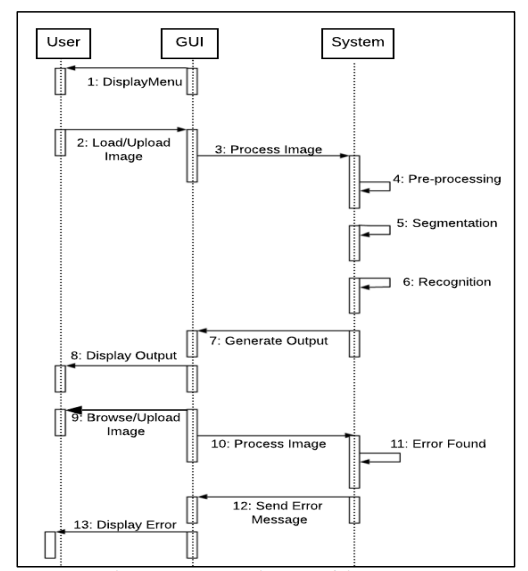 User
GUI
System
1: DisplayMenu
2: Load/Upload
Image
3: Process Image
4: Pre-processing
5: Segmentation
6: Recognition
7: Generate Output
8: Display Output
9: Browse/Upload
Image
10: Process Image
11: Error Found
12: Send Error
Message
13: Display Error